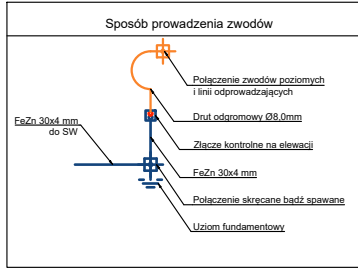 Sposób prowadzenia zwodów
Połączenie zwodów poziomych
i linii odprowadzających
Drut odgromowy Ø8,0mm
FeZn 30x4 mm
do SW
Złącze kontrolne na elewacji
FeZn 30x4 mm
Połączenie skręcane bądź spawane
Uziom fundamentowy